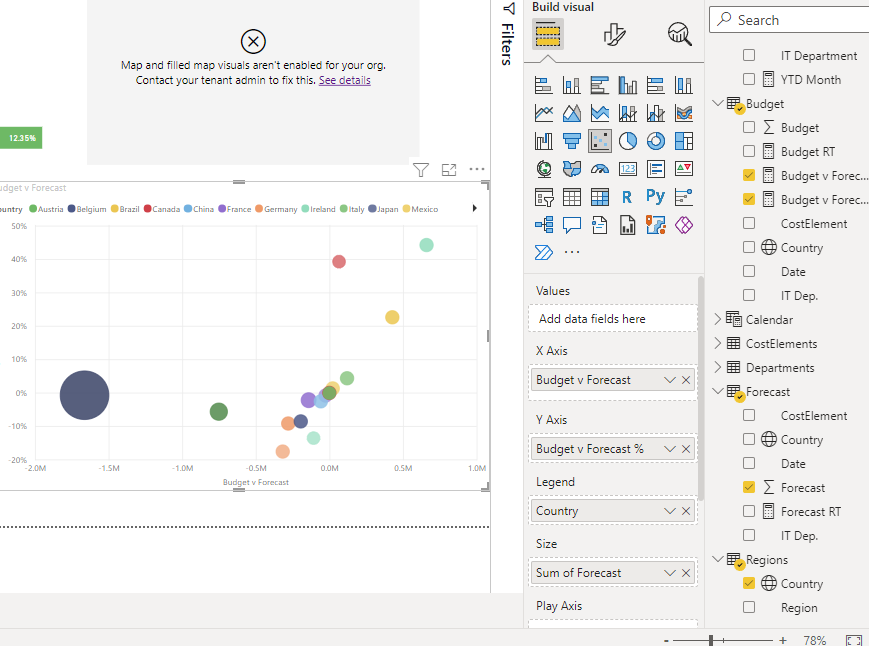 Map and filled map visuals aren't enabled for your org.
Contact your tenant admin to fix this. See details
12.35%
udget v Forecast
ountry Austria Belgium Brazil Canada China France Germany Ireland Italy Japan Mexico
50%
40%
30%
20%
10%
0%
-10%
-20%
-2.0M -1.5M -1.0M -0.5M 0.0M 0.5M 1.0M
Budget v Forecast
Filters
Build visual
123
R Py
Values
Add data fields here
X Axis
Budget v Forecast
Y Axis
Budget v Forecast %
Legend
Country
Size
Sum of Forecast
Play Axis
Search
IT Department
YTD Month
Budget
Budget
Budget RT
Budget v Forec...
Budget v Forec...
CostElement
Country
Date
IT Dep.
Calendar
CostElements
Departments
Forecast
CostElement
Country
Date
Forecast
Forecast RT
IT Dep.
Regions
Country
Region
- + 78%